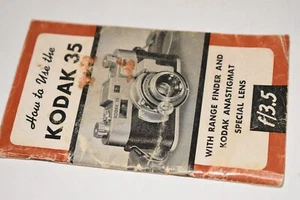 How to Use the
KODAK 35
WITH RANGE FINDER AND
KODAK ANASTIGMAT
SPECIAL LENS
f/3.5